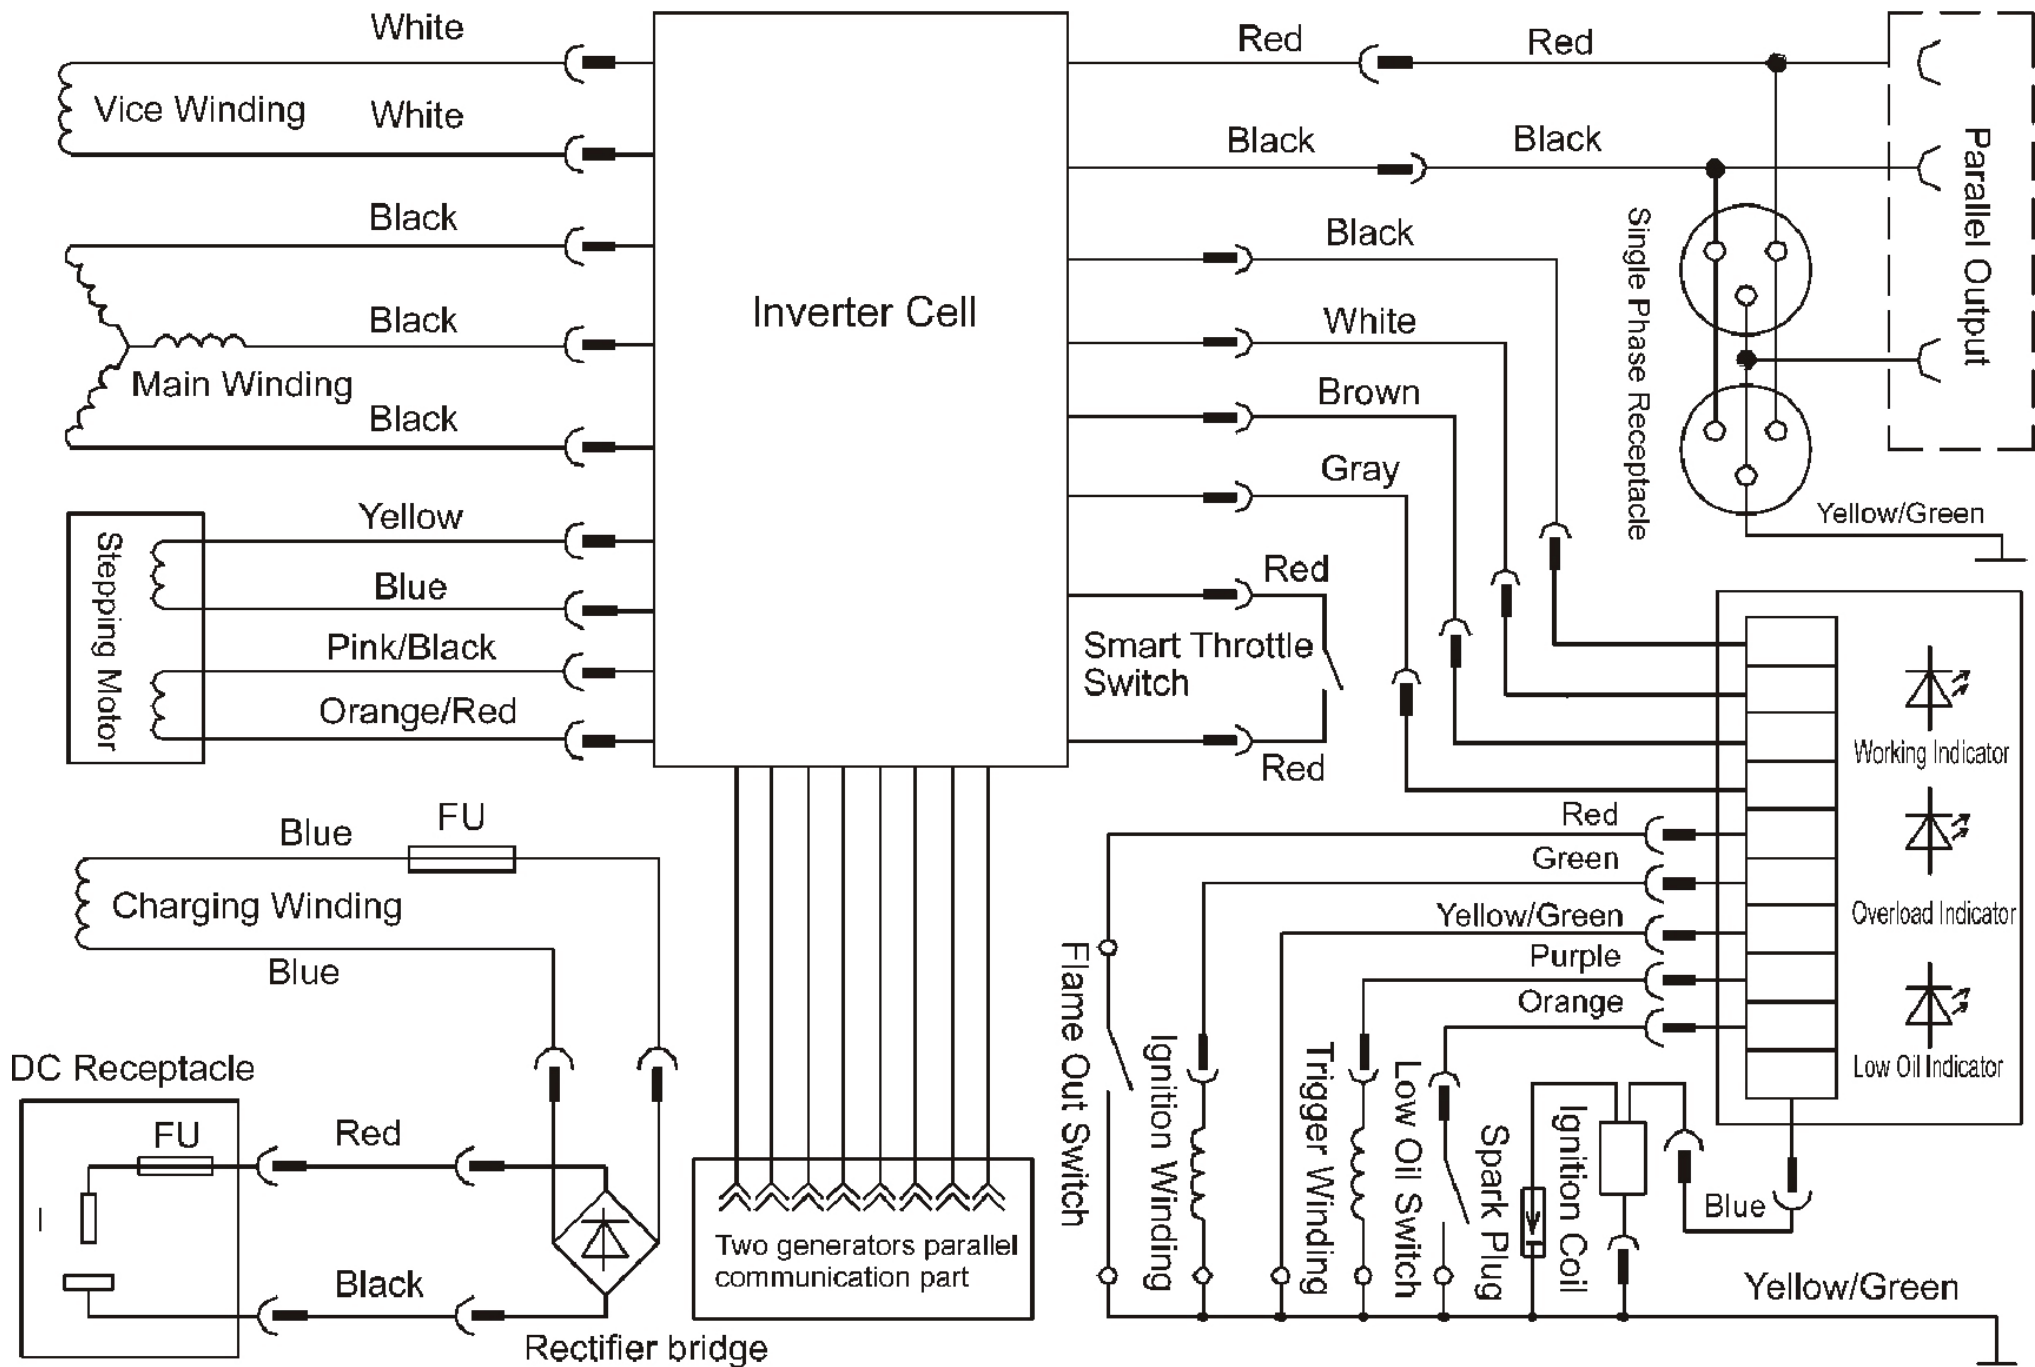 White
Vice Winding
White
Black
Black
Main Winding
Black
Yellow
Blue
Pink/Black
Orange/Red
Stepping Motor
Inverter Cell
Red
Red
Black
Black
Parallel Output
Single Phase Receptacle
Black
White
Brown
Gray
Yellow/Green
Red
Smart Throttle
Switch
Red
Working Indicator
Overload Indicator
Low Oil Indicator
FU
Blue
Charging Winding
Blue
DC Receptacle
FU
Red
Black
Rectifier bridge
Two generators parallel
communication part
Red
Green
Yellow/Green
Purple
Orange
Flame Out Switch
Ignition Winding
Trigger Winding
Low Oil Switch
Spark Plug
Ignition Coil
Blue
Yellow/Green